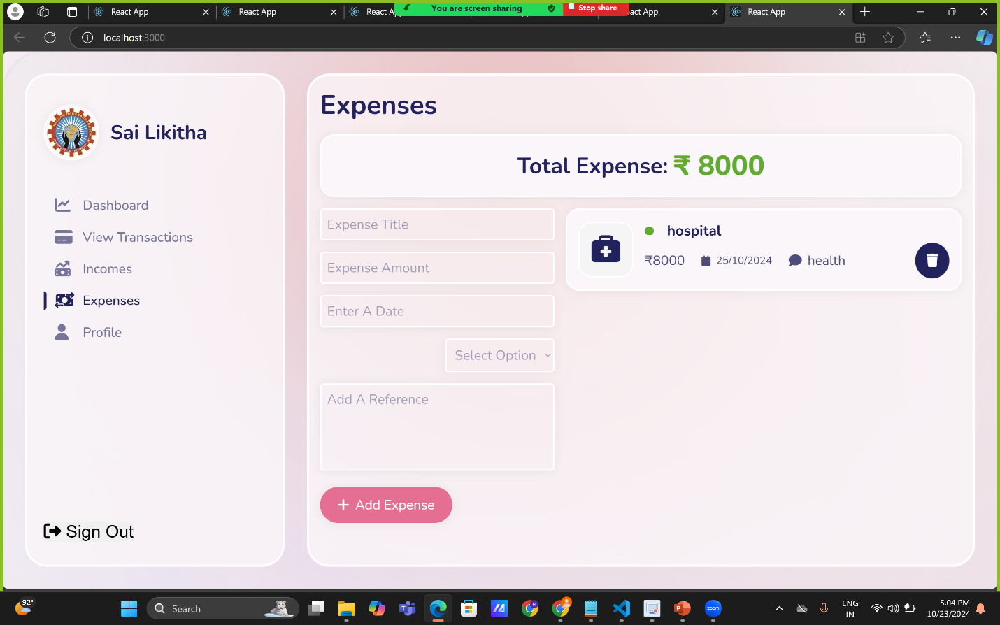 React App
React App
React App
You are screen sharing
Stop share
React App
localhost:3000
Sai Likitha
Dashboard
View Transactions
Incomes
Expenses
Profile
Sign Out
Expenses
Total Expense: ₹ 8000
Expense Title
Expense Amount
Enter A Date
Select Option
Add A Reference
+ Add Expense
hospital
₹8000 25/10/2024 health
92°
Search
zoom
ENG
IN
5:04 PM
10/23/2024